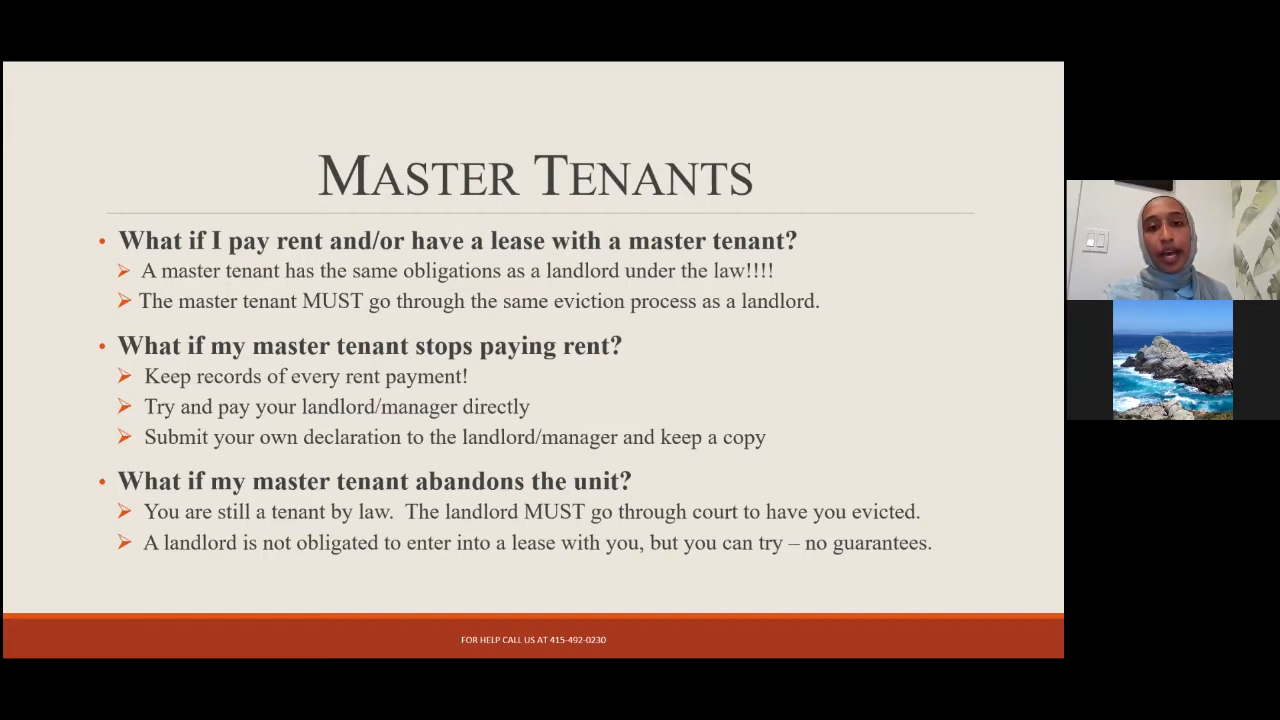 MASTER TENANTS
• What if I pay rent and/or have a lease with a master tenant?
➢ A master tenant has the same obligations as a landlord under the law!!!!
➢ The master tenant MUST go through the same eviction process as a landlord.
• What if my master tenant stops paying rent?
➢ Keep records of every rent payment!
➢ Try and pay your landlord/manager directly
➢ Submit your own declaration to the landlord/manager and keep a copy
• What if my master tenant abandons the unit?
➢ You are still a tenant by law.  The landlord MUST go through court to have you evicted.
➢ A landlord is not obligated to enter into a lease with you, but you can try – no guarantees.
FOR HELP CALL US AT 415-492-0230